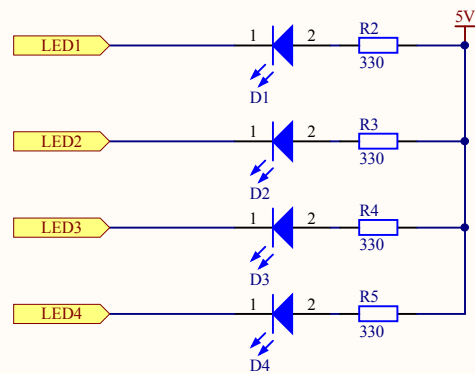 5V
LED1 1 2 R2
330
D1
LED2 1 2 R3
330
D2
LED3 1 2 R4
330
D3
LED4 1 2 R5
330
D4